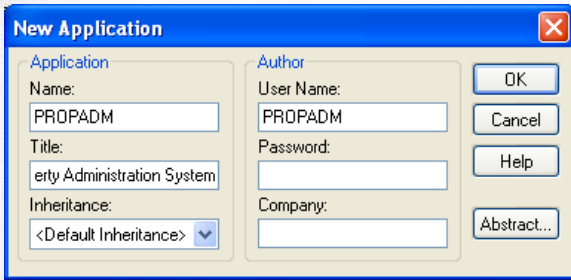 New Application
Application
Name:
PROPADM
Title:
erty Administration System
Inheritance:
<Default Inheritance>
Author
User Name:
PROPADM
Password:
Company:
OK
Cancel
Help
Abstract...